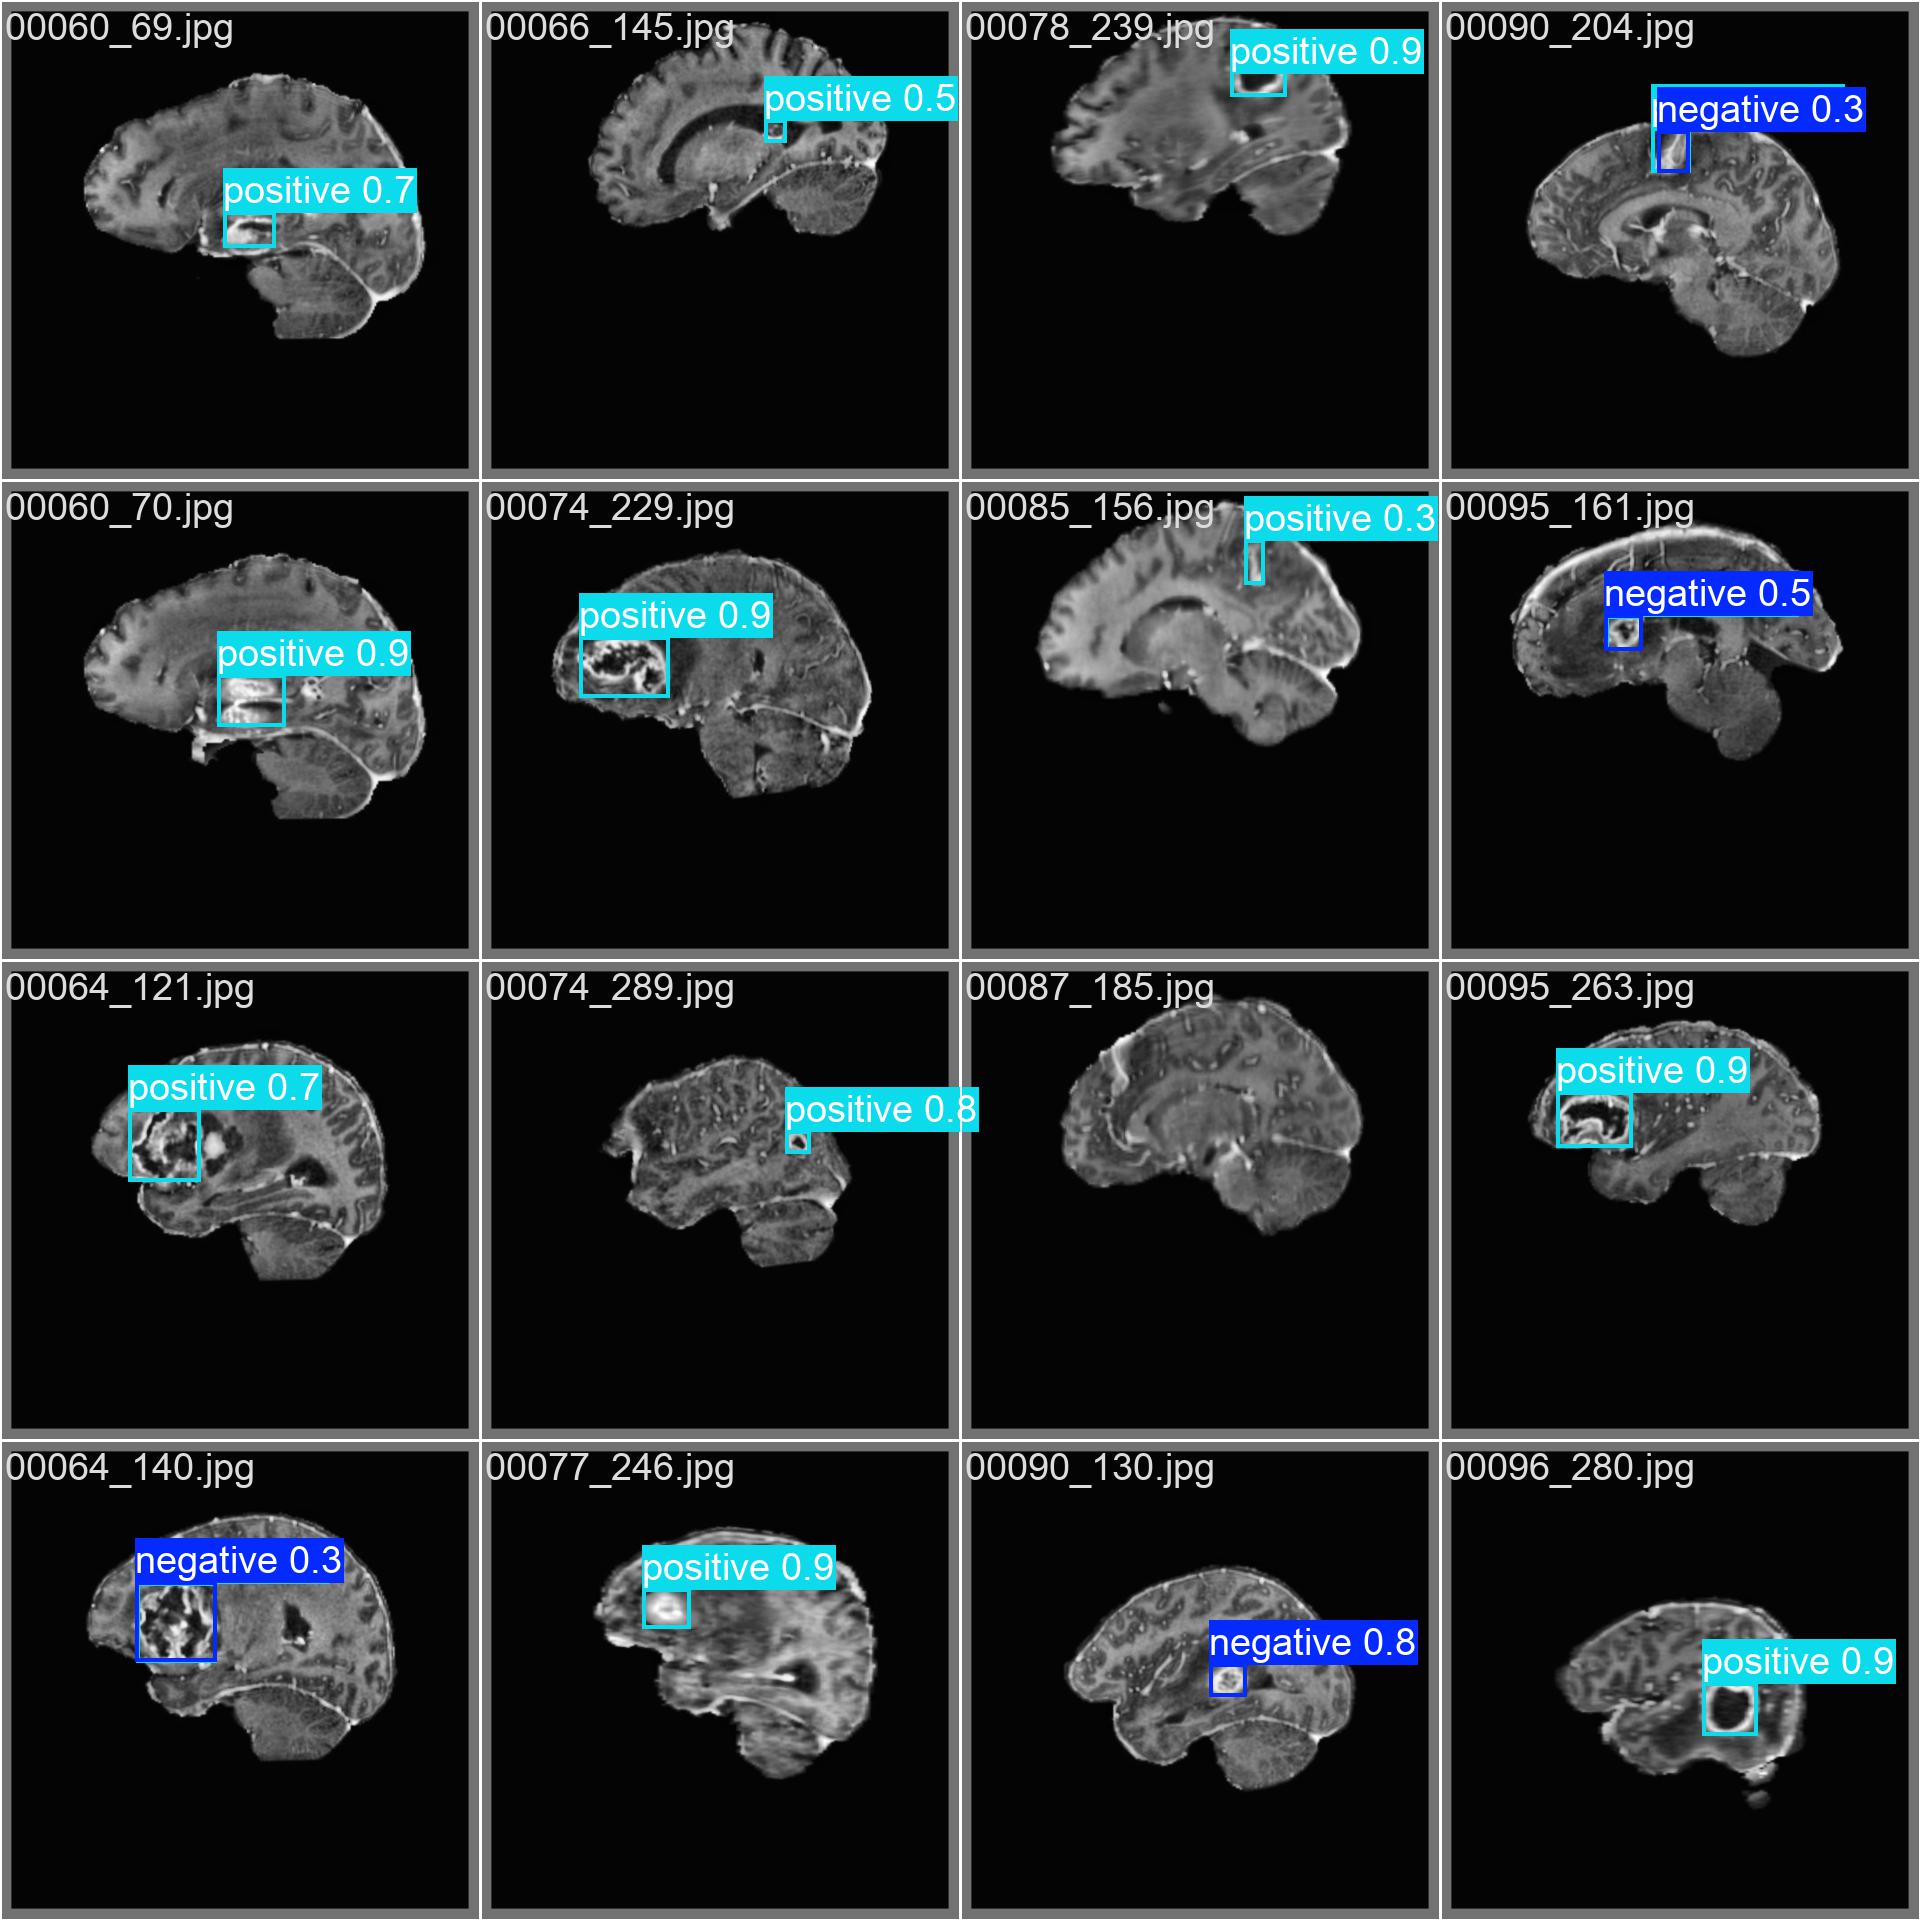 00060_69.jpg
positive 0.7
00066_145.jpg
positive 0.5
00078_239.jpg
positive 0.9
00090_204.jpg
negative 0.3
00060_70.jpg
positive 0.9
00074_229.jpg
positive 0.9
00085_156.jpg
positive 0.3
00095_161.jpg
negative 0.5
00064_121.jpg
positive 0.7
00074_289.jpg
positive 0.8
00087_185.jpg
00095_263.jpg
positive 0.9
00064_140.jpg
negative 0.3
00077_246.jpg
positive 0.9
00090_130.jpg
negative 0.8
00096_280.jpg
positive 0.9